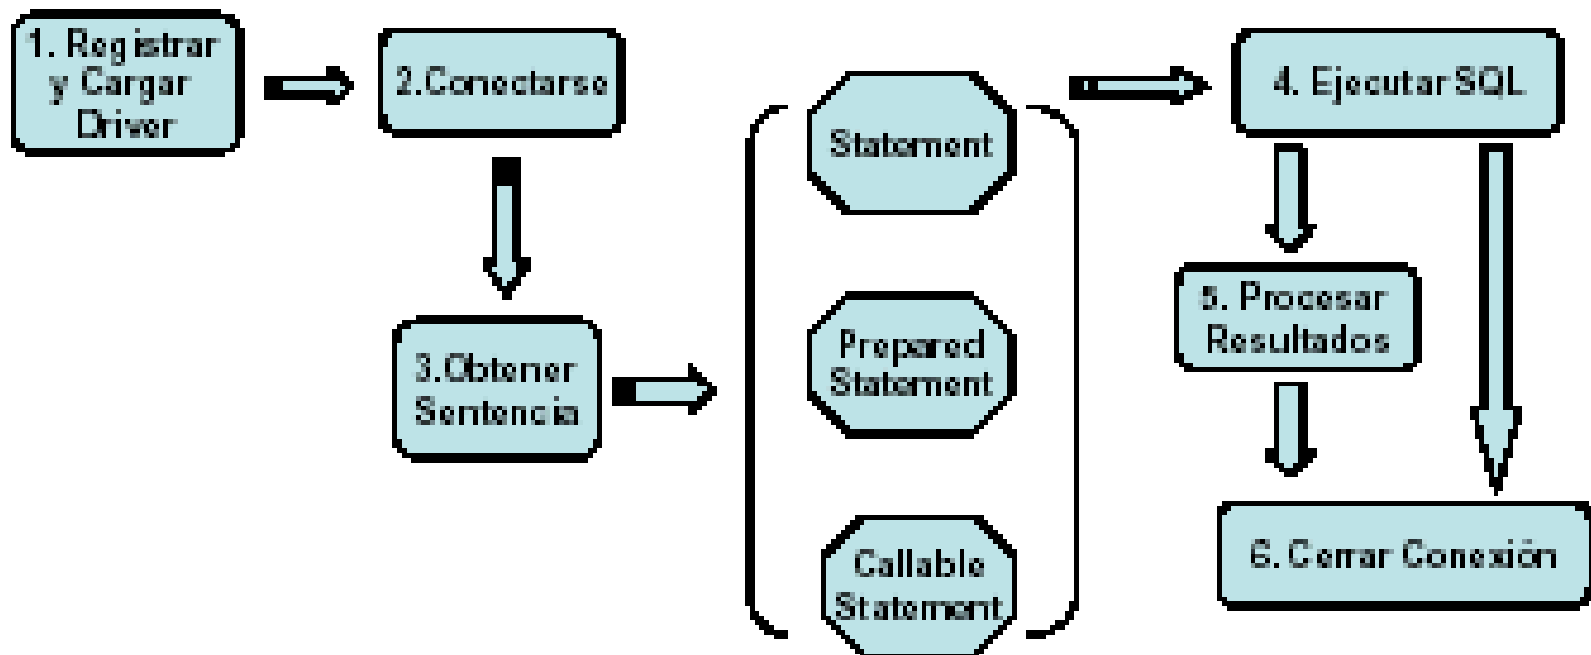 1. Registrar
y Cargar
Driver
2.Conectarse
3.Obtener
Sentencia
Statement
Prepared
Statement
Callable
Statement
4. Ejecutar SQL
5. Procesar
Resultados
6. Cerrar Conexión